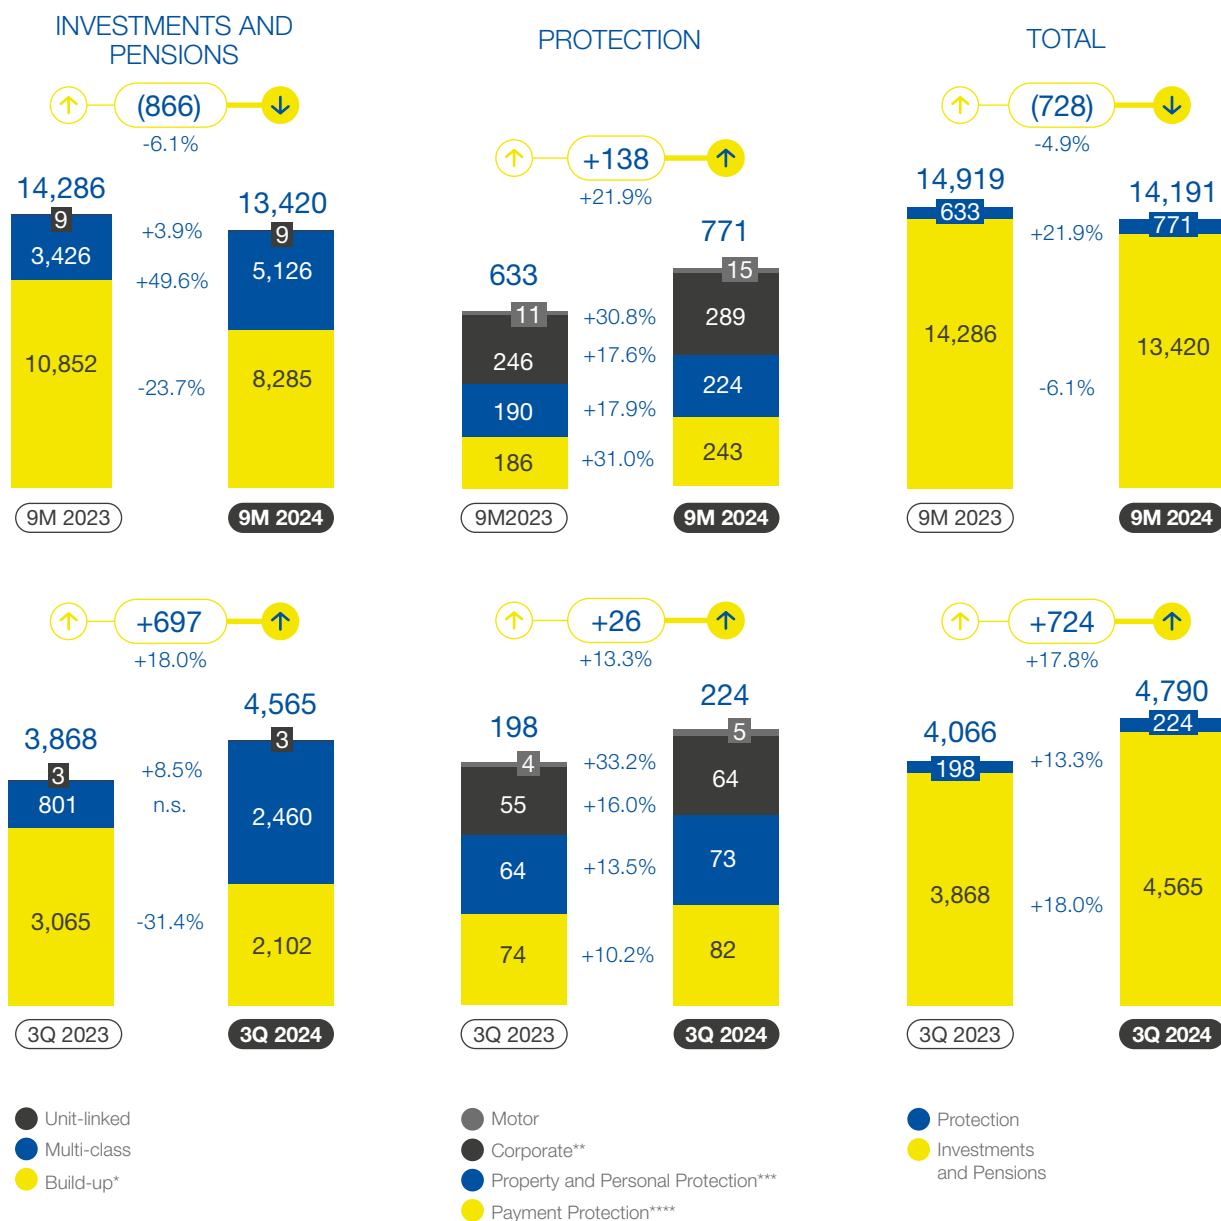 INVESTMENTS AND
PENSIONS
(866)
-6.1%
14,286
13,420
9
+3.9%
9
3,426
5,126
+49.6%
10,852
-23.7%
8,285
9M 2023
9M 2024
PROTECTION
+138
+21.9%
633
771
11
+30.8%
15
246
+17.6%
289
190
+17.9%
224
186
+31.0%
243
9M2023
9M 2024
TOTAL
(728)
-4.9%
14,919
14,191
633
+21.9%
771
14,286
13,420
-6.1%
9M 2023
9M 2024
+697
+18.0%
3,868
4,565
3
+8.5%
3
801
n.s.
2,460
3,065
-31.4%
2,102
3Q 2023
3Q 2024
+26
+13.3%
198
224
4
+33.2%
5
55
+16.0%
64
64
+13.5%
73
74
+10.2%
82
3Q 2023
3Q 2024
+724
+17.8%
4,066
4,790
198
+13.3%
224
3,868
+18.0%
4,565
3Q 2023
3Q 2024
Unit-linked
Multi-class
Build-up*
Motor
Corporate**
Property and Personal Protection***
Payment Protection****
Protection
Investments
and Pensions